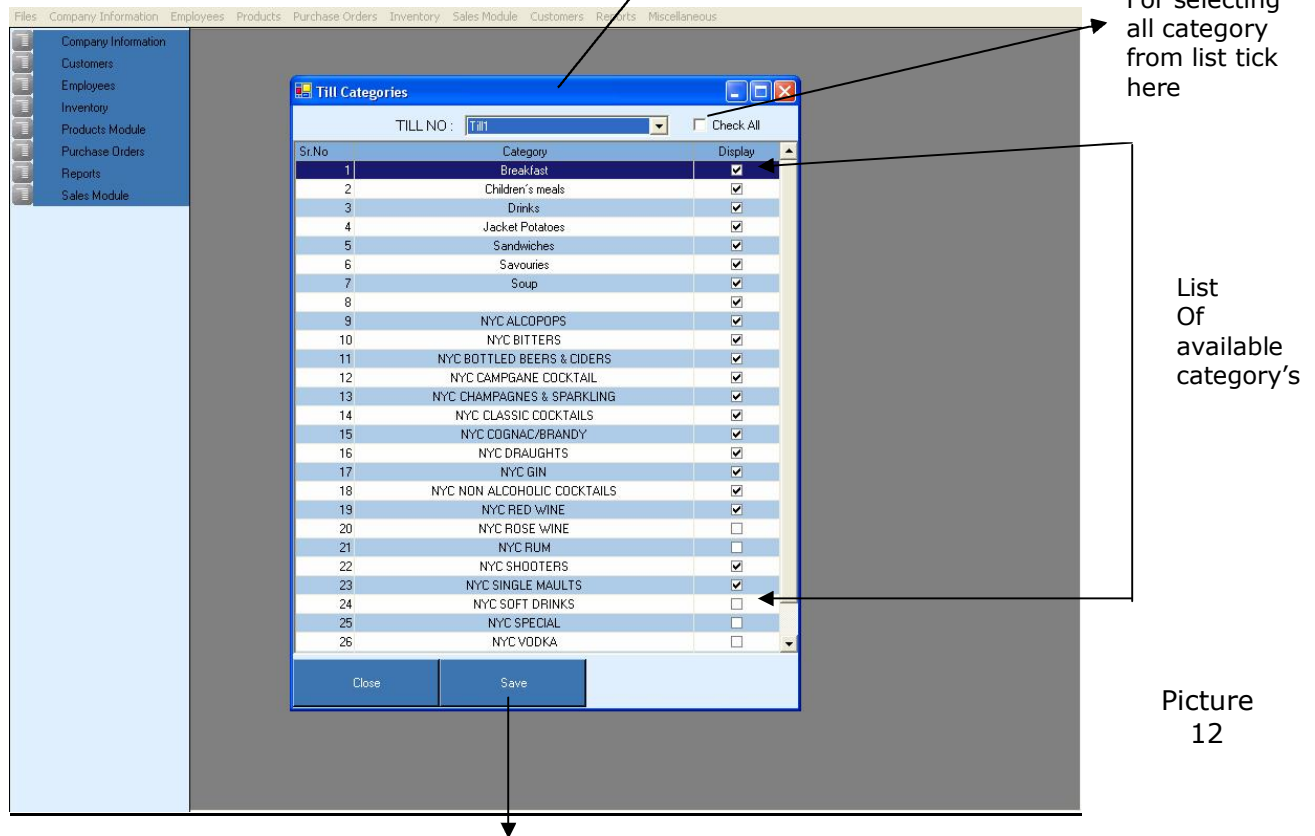 Files Company Information Employees Products Purchase Orders Inventory Sales Module Customers Reports Miscellaneous
For selecting
all category
from list tick
here
Company Information
Customers
Employees
Inventory
Products Module
Purchase Orders
Reports
Sales Module
Till Categories
TILL NO : Till1 Check All
Sr.No Category Display
1 Breakfast
2 Children´s meals
3 Drinks
4 Jacket Potatoes
5 Sandwiches
6 Savouries
7 Soup
8
9 NYC ALCOPOPS
10 NYC BITTERS
11 NYC BOTTLED BEERS & CIDERS
12 NYC CAMPGANE COCKTAIL
13 NYC CHAMPAGNES & SPARKLING
14 NYC CLASSIC COCKTAILS
15 NYC COGNAC/BRANDY
16 NYC DRAUGHTS
17 NYC GIN
18 NYC NON ALCOHOLIC COCKTAILS
19 NYC RED WINE
20 NYC ROSE WINE
21 NYC RUM
22 NYC SHOOTERS
23 NYC SINGLE MAULTS
24 NYC SOFT DRINKS
25 NYC SPECIAL
26 NYC VODKA
Close Save
List
Of
available
category’s
Picture
12